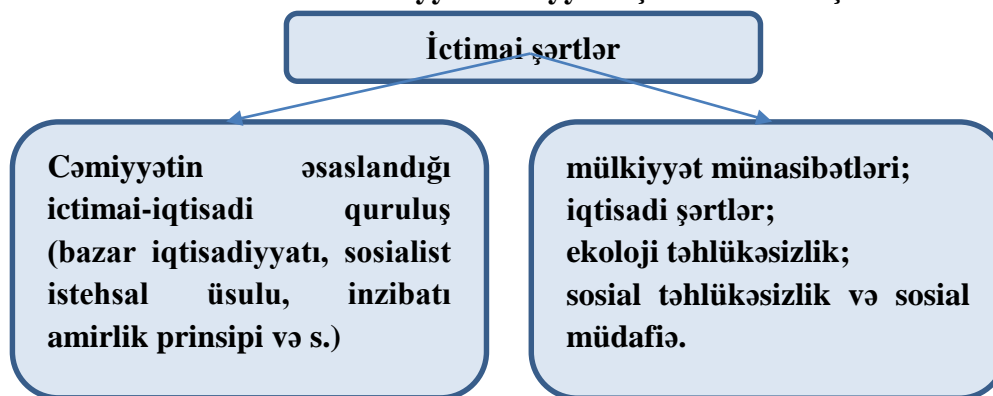 İctimai şərtlər
Cəmiyyətin əsaslandığı
ictimai-iqtisadi quruluş
(bazar iqtisadiyyatı, sosialist
istehsal üsulu, inzibatı
amirlik prinsipi və s.)
mülkiyyət münasibətləri;
iqtisadi şərtlər;
ekoloji təhlükəsizlik;
sosial təhlükəsizlik və sosial
müdafiə.